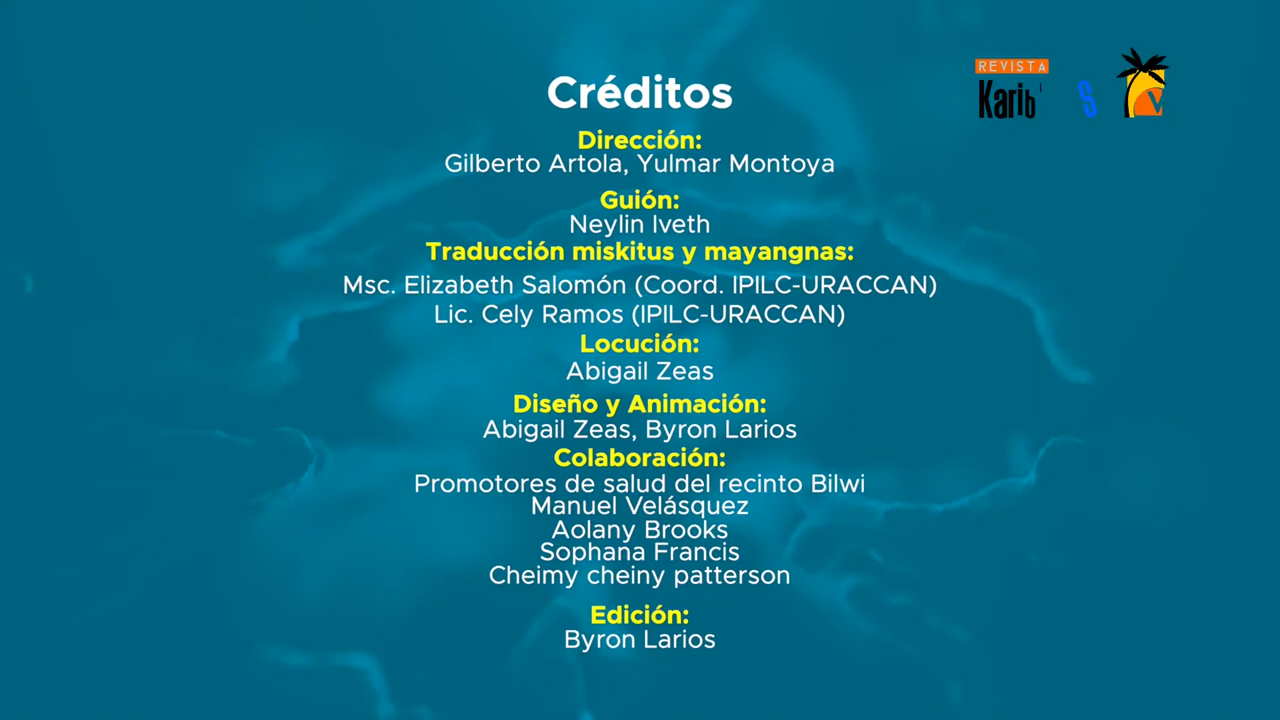 REVISTA
Créditos
Dirección:
Gilberto Artola, Yulmar Montoya
Guión:
Neylin Iveth
Traducción miskitus y mayangnas:
Msc. Elizabeth Salomón (Coord. IPILC-URACCAN)
Lic. Cely Ramos (IPILC-URACCAN)
Locución:
Abigail Zeas
Diseño y Animación:
Abigail Zeas, Byron Larios
Colaboración:
Promotores de salud del recinto Bilwi
Manuel Velásquez
Aolany Brooks
Sophana Francis
Cheimy cheiny patterson
Edición:
Byron Larios